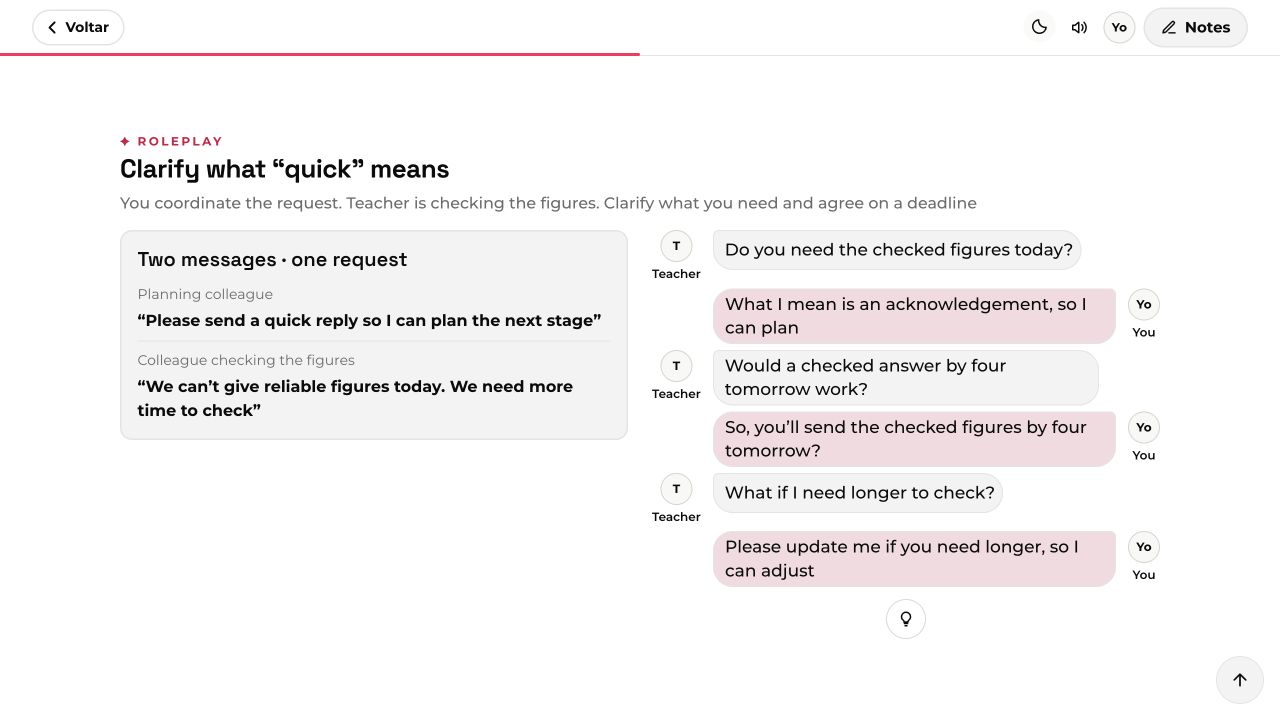 Voltar
Yo
Notes
ROLEPLAY
Clarify what “quick” means
You coordinate the request. Teacher is checking the figures. Clarify what you need and agree on a deadline
Two messages · one request
Planning colleague
“Please send a quick reply so I can plan the next stage”
Colleague checking the figures
“We can’t give reliable figures today. We need more
time to check”
T
Teacher
Do you need the checked figures today?
What I mean is an acknowledgement, so I
can plan
Yo
You
T
Teacher
Would a checked answer by four
tomorrow work?
So, you’ll send the checked figures by four
tomorrow?
Yo
You
T
Teacher
What if I need longer to check?
Please update me if you need longer, so I
can adjust
Yo
You